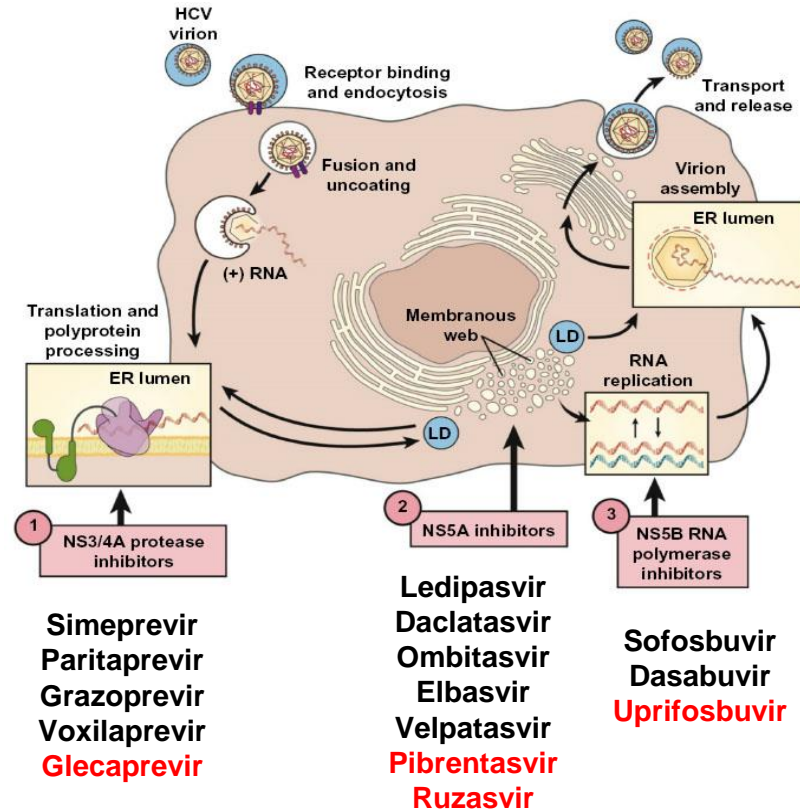 HCV
virion
Receptor binding
and endocytosis
Transport
and release
Fusion and
uncoating
Virion
assembly
ER lumen
(+) RNA
Translation and
polyprotein
processing
ER lumen
Membranous
web
LD
RNA
replication
LD
1
NS3/4A protease
inhibitors
2
NS5A inhibitors
3
NS5B RNA
polymerase
inhibitors
Simeprevir
Paritaprevir
Grazoprevir
Voxilaprevir
Glecaprevir
Ledipasvir
Daclatasvir
Ombitasvir
Elbasvir
Velpatasvir
Pibrentasvir
Ruzasvir
Sofosbuvir
Dasabuvir
Uprifosbuvir